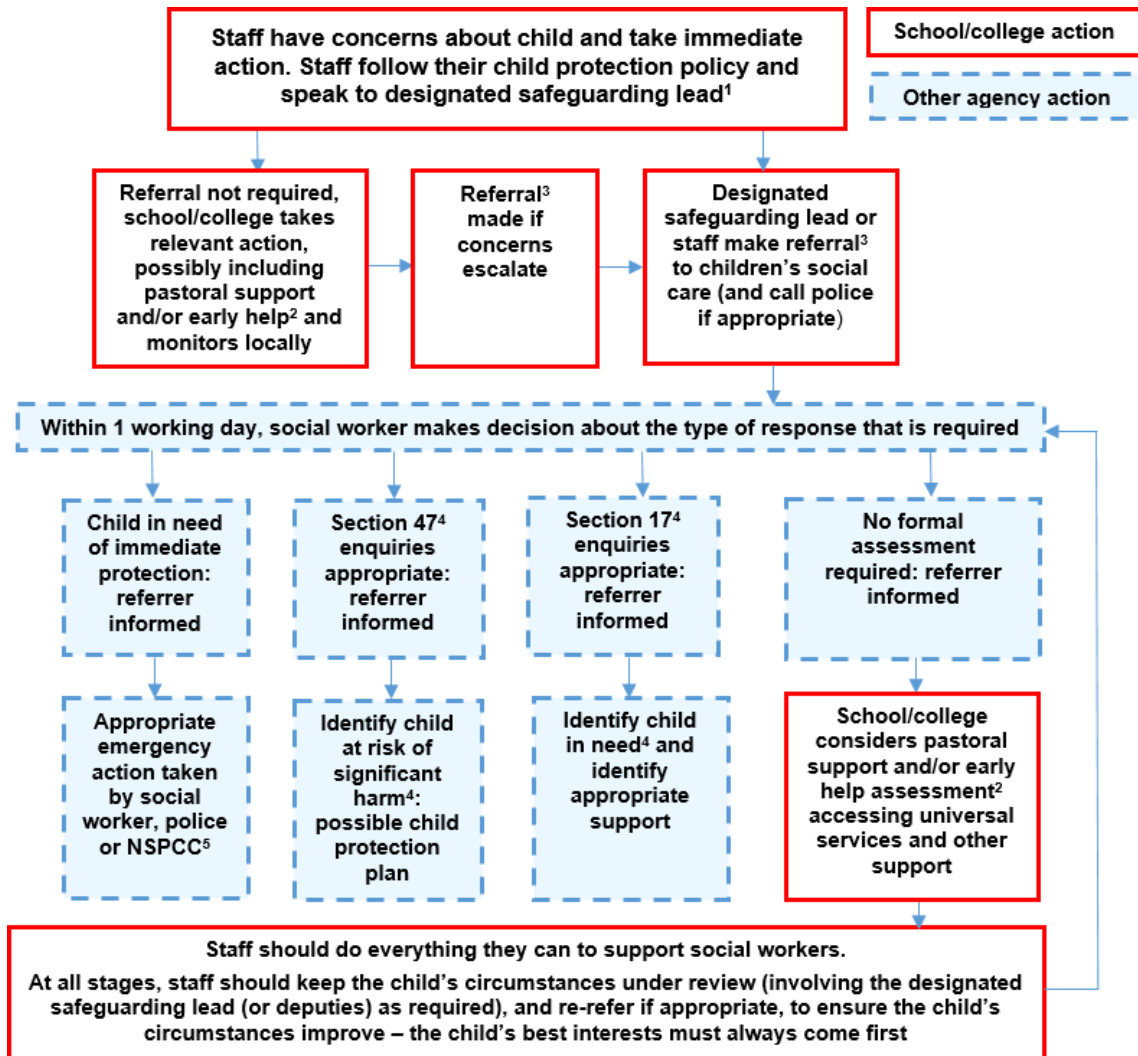 Staff have concerns about child and take immediate
action. Staff follow their child protection policy and
speak to designated safeguarding lead¹
School/college action
Other agency action
Referral not required,
school/college takes
relevant action,
possibly including
pastoral support
and/or early help² and
monitors locally
Referral³
made if
concerns
escalate
Designated
safeguarding lead or
staff make referral³
to children’s social
care (and call police
if appropriate)
Within 1 working day, social worker makes decision about the type of response that is required
Child in need
of immediate
protection:
referrer
informed
Section 47⁴
enquiries
appropriate:
referrer
informed
Section 17⁴
enquiries
appropriate:
referrer
informed
No formal
assessment
required: referrer
informed
Appropriate
emergency
action taken
by social
worker, police
or NSPCC⁵
Identify child
at risk of
significant
harm⁴:
possible child
protection
plan
Identify child
in need⁴ and
identify
appropriate
support
School/college
considers pastoral
support and/or early
help assessment²
accessing universal
services and other
support
Staff should do everything they can to support social workers.
At all stages, staff should keep the child’s circumstances under review (involving the designated
safeguarding lead (or deputies) as required), and re-refer if appropriate, to ensure the child’s
circumstances improve – the child’s best interests must always come first